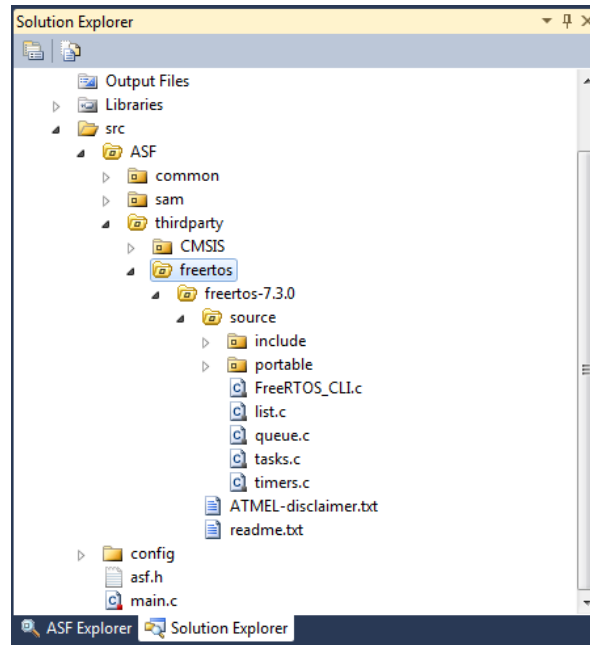 Solution Explorer
Output Files
Libraries
src
ASF
common
sam
thirdparty
CMSIS
freertos
freertos-7.3.0
source
include
portable
FreeRTOS_CLI.c
list.c
queue.c
tasks.c
timers.c
ATMEL-disclaimer.txt
readme.txt
config
asf.h
main.c
ASF Explorer Solution Explorer